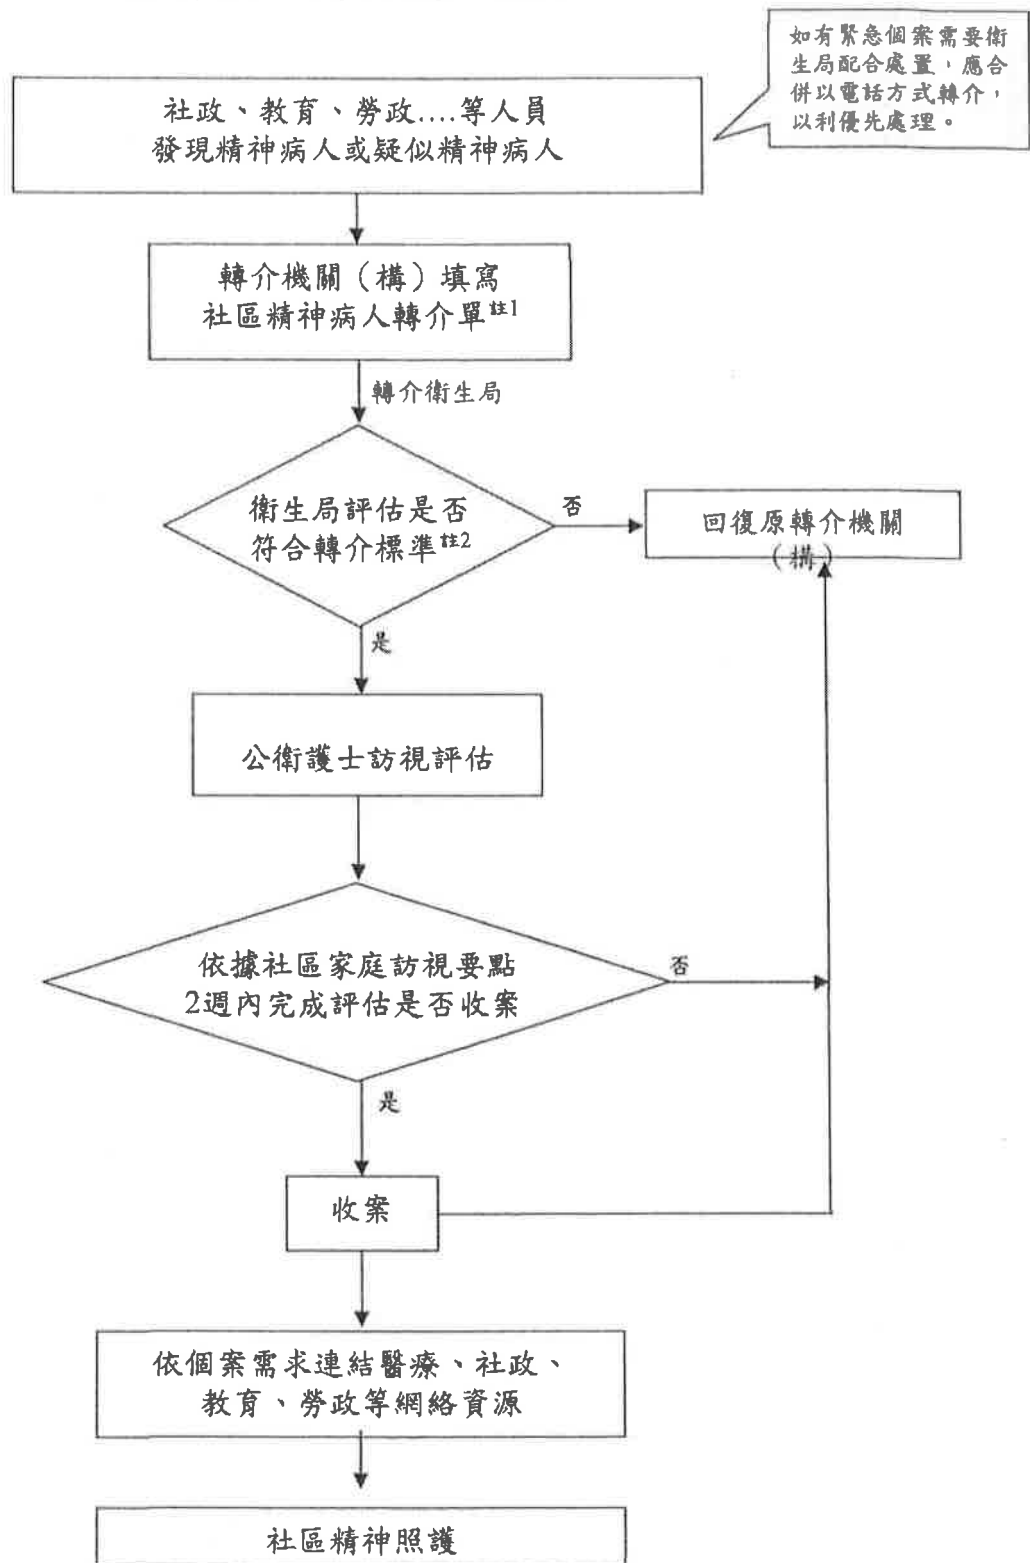 如有緊急個案需要衛
生局配合處置，應合
併以電話方式轉介，
以利優先處理。
社政、教育、勞政....等人員
發現精神病人或疑似精神病人
轉介機關（構）填寫
社區精神病人轉介單註1
轉介衛生局
衛生局評估是否
符合轉介標準註2
否
回復原轉介機關
（構）
是
公衛護士訪視評估
依據社區家庭訪視要點
2週內完成評估是否收案
否
是
收案
依個案需求連結醫療、社政、
教育、勞政等網絡資源
社區精神照護